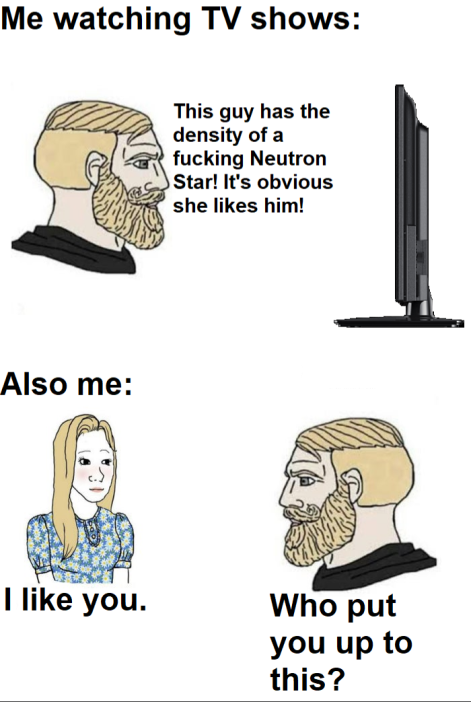 Me watching TV shows:
This guy has the
density of a
fucking Neutron
Star! It's obvious
she likes him!
Also me:
I like you.
Who put
you up to
this?